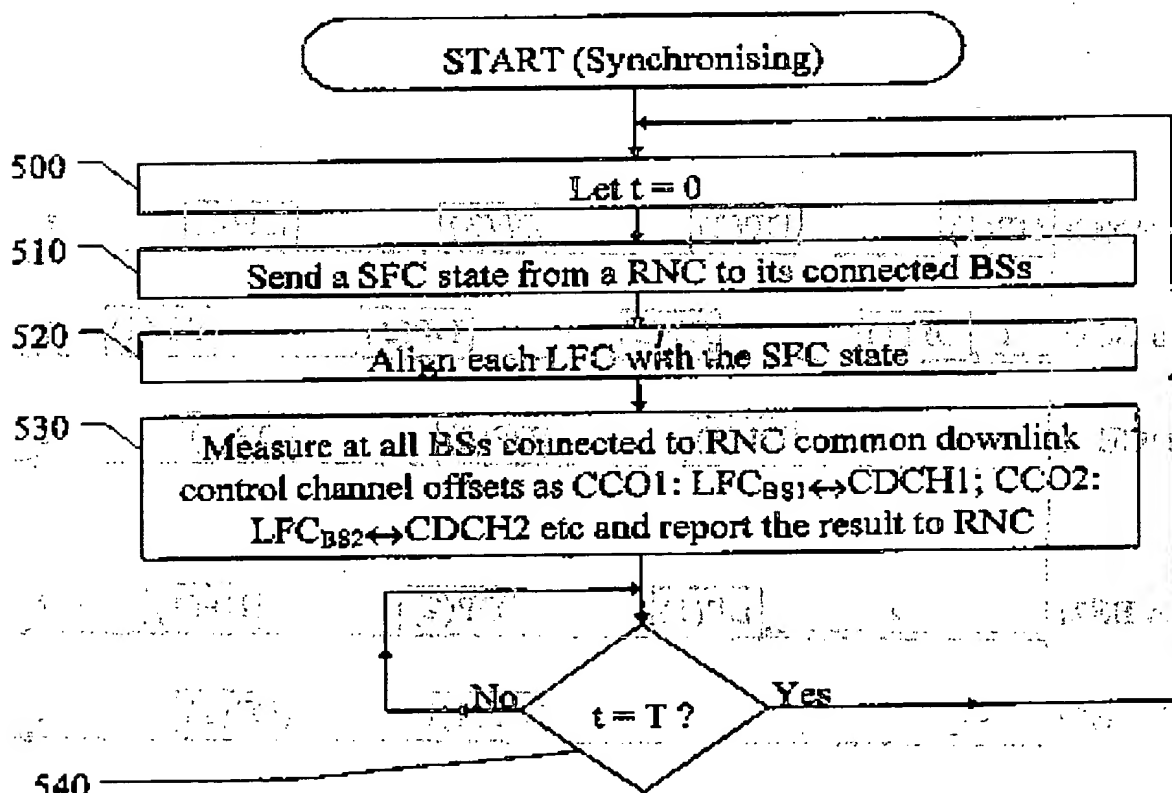 START (Synchronising)
500
Let t = 0
510
Send a SFC state from a RNC to its connected BSs
520
Align each LFC with the SFC state
530
Measure at all BSs connected to RNC common downlink
control channel offsets as CCO1: LFC_BS1↔CDCH1; CCO2:
LFC_BS2↔CDCH2 etc and report the result to RNC
No
t = T ?
Yes
540